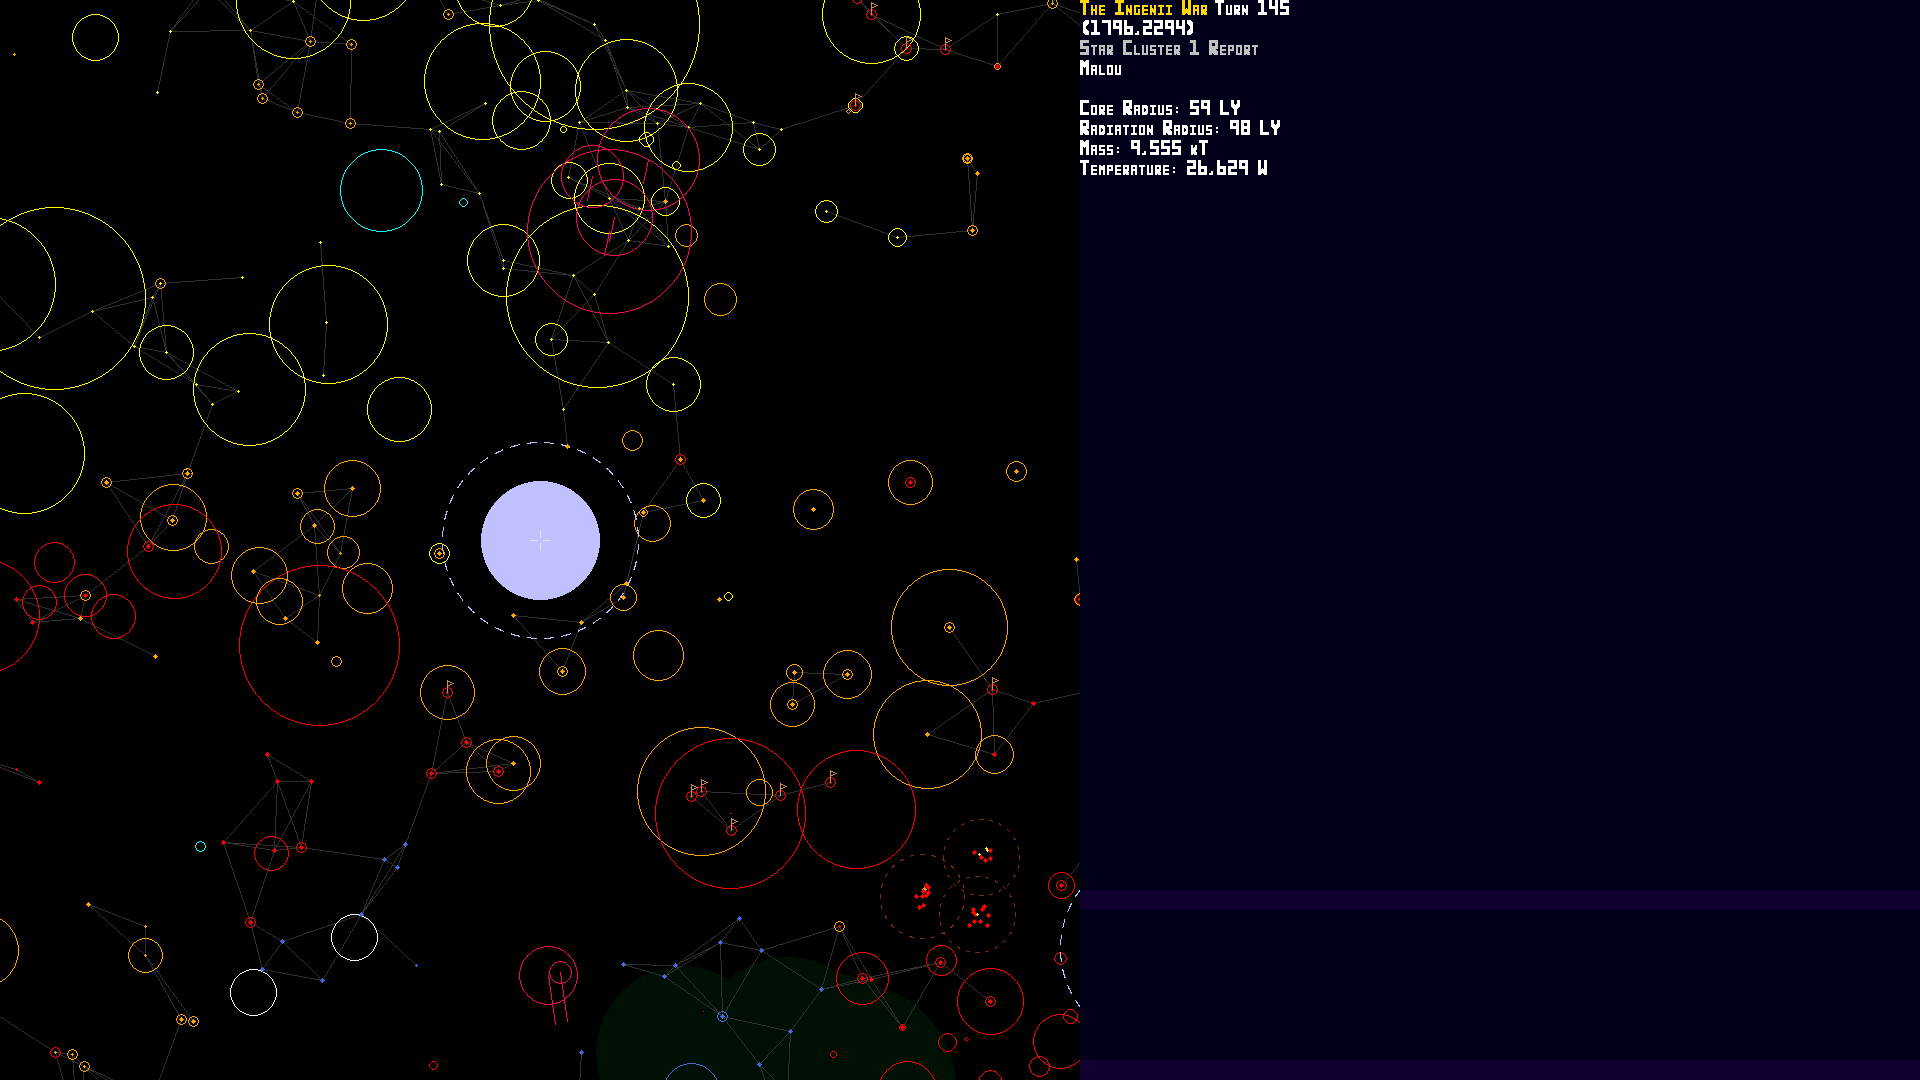 The Ingenii War Turn 145
(1796,2294)
Star Cluster 1 Report
Malou
Core Radius: 59 LY
Radiation Radius: 98 LY
Mass: 9,555 kT
Temperature: 26,629 W